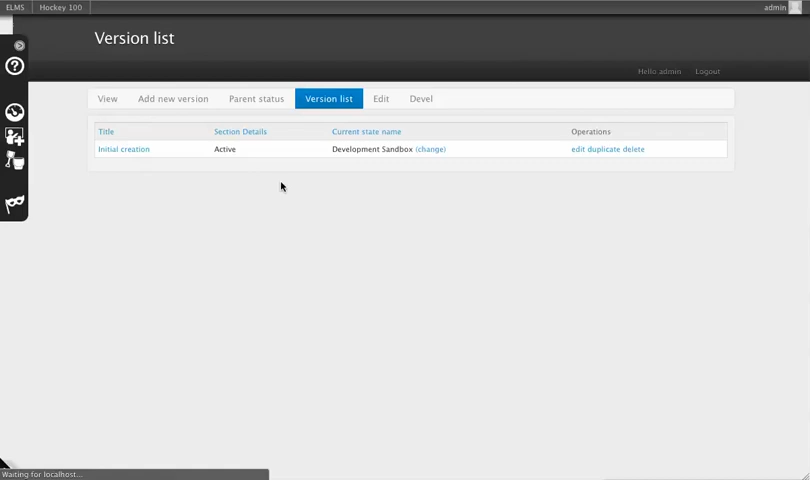 ELMS Hockey 100 admin
Version list
Hello admin Logout
View Add new version Parent status Version list Edit Devel
Title Section Details Current state name Operations
Initial creation Active Development Sandbox (change) edit duplicate delete
Waiting for localhost...